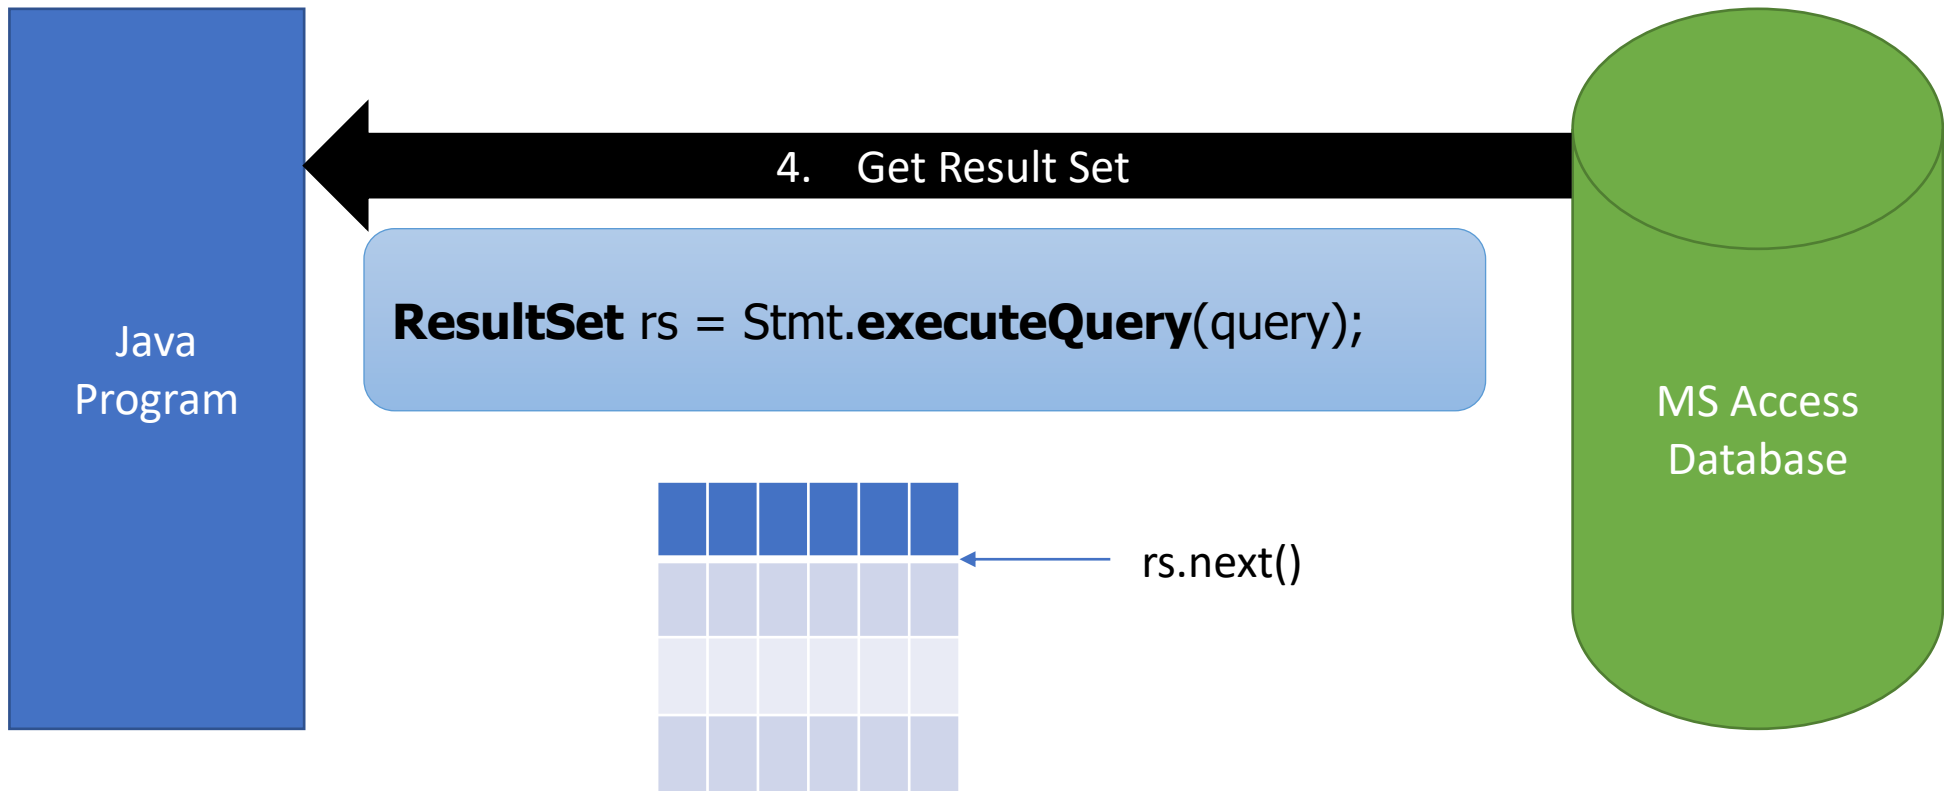 4. Get Result Set
ResultSet rs = Stmt.executeQuery(query);
Java
Program
MS Access
Database
rs.next()